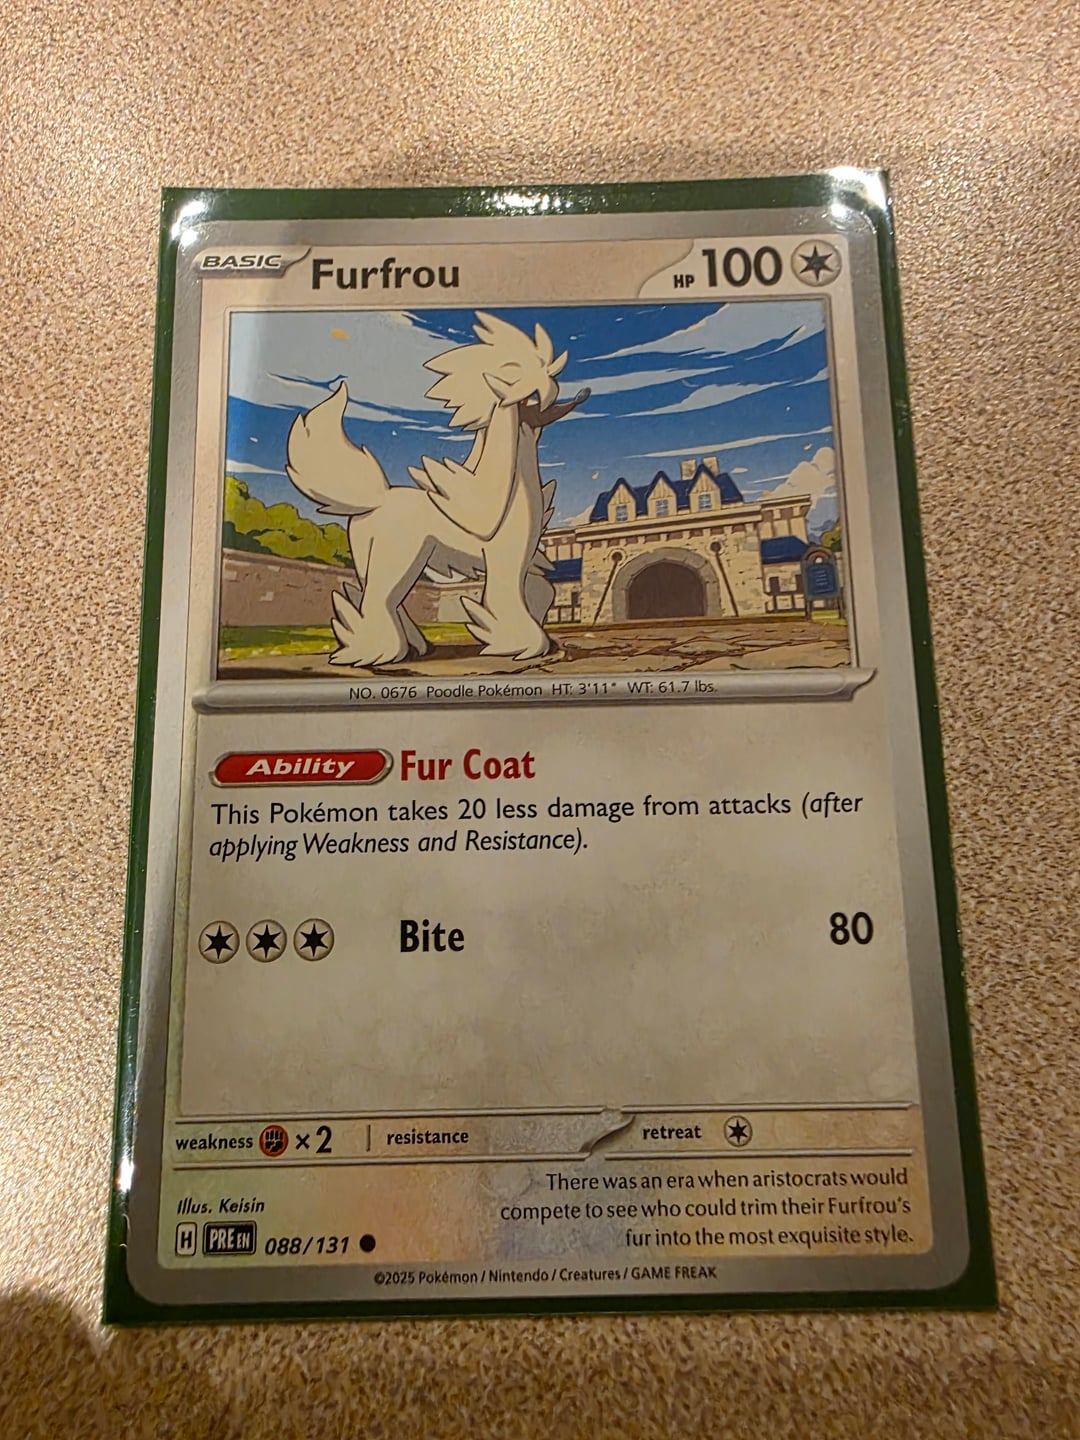 BASIC Furfrou HP 100
NO. 0676 Poodle Pokémon HT: 3'11" WT: 61.7 lbs.
Ability Fur Coat
This Pokémon takes 20 less damage from attacks (after
applying Weakness and Resistance).
Bite 80
weakness ×2 resistance retreat
There was an era when aristocrats would
compete to see who could trim their Furfrou's
fur into the most exquisite style.
Illus. Keisin
H PRE EN 088/131
©2025 Pokémon / Nintendo / Creatures / GAME FREAK